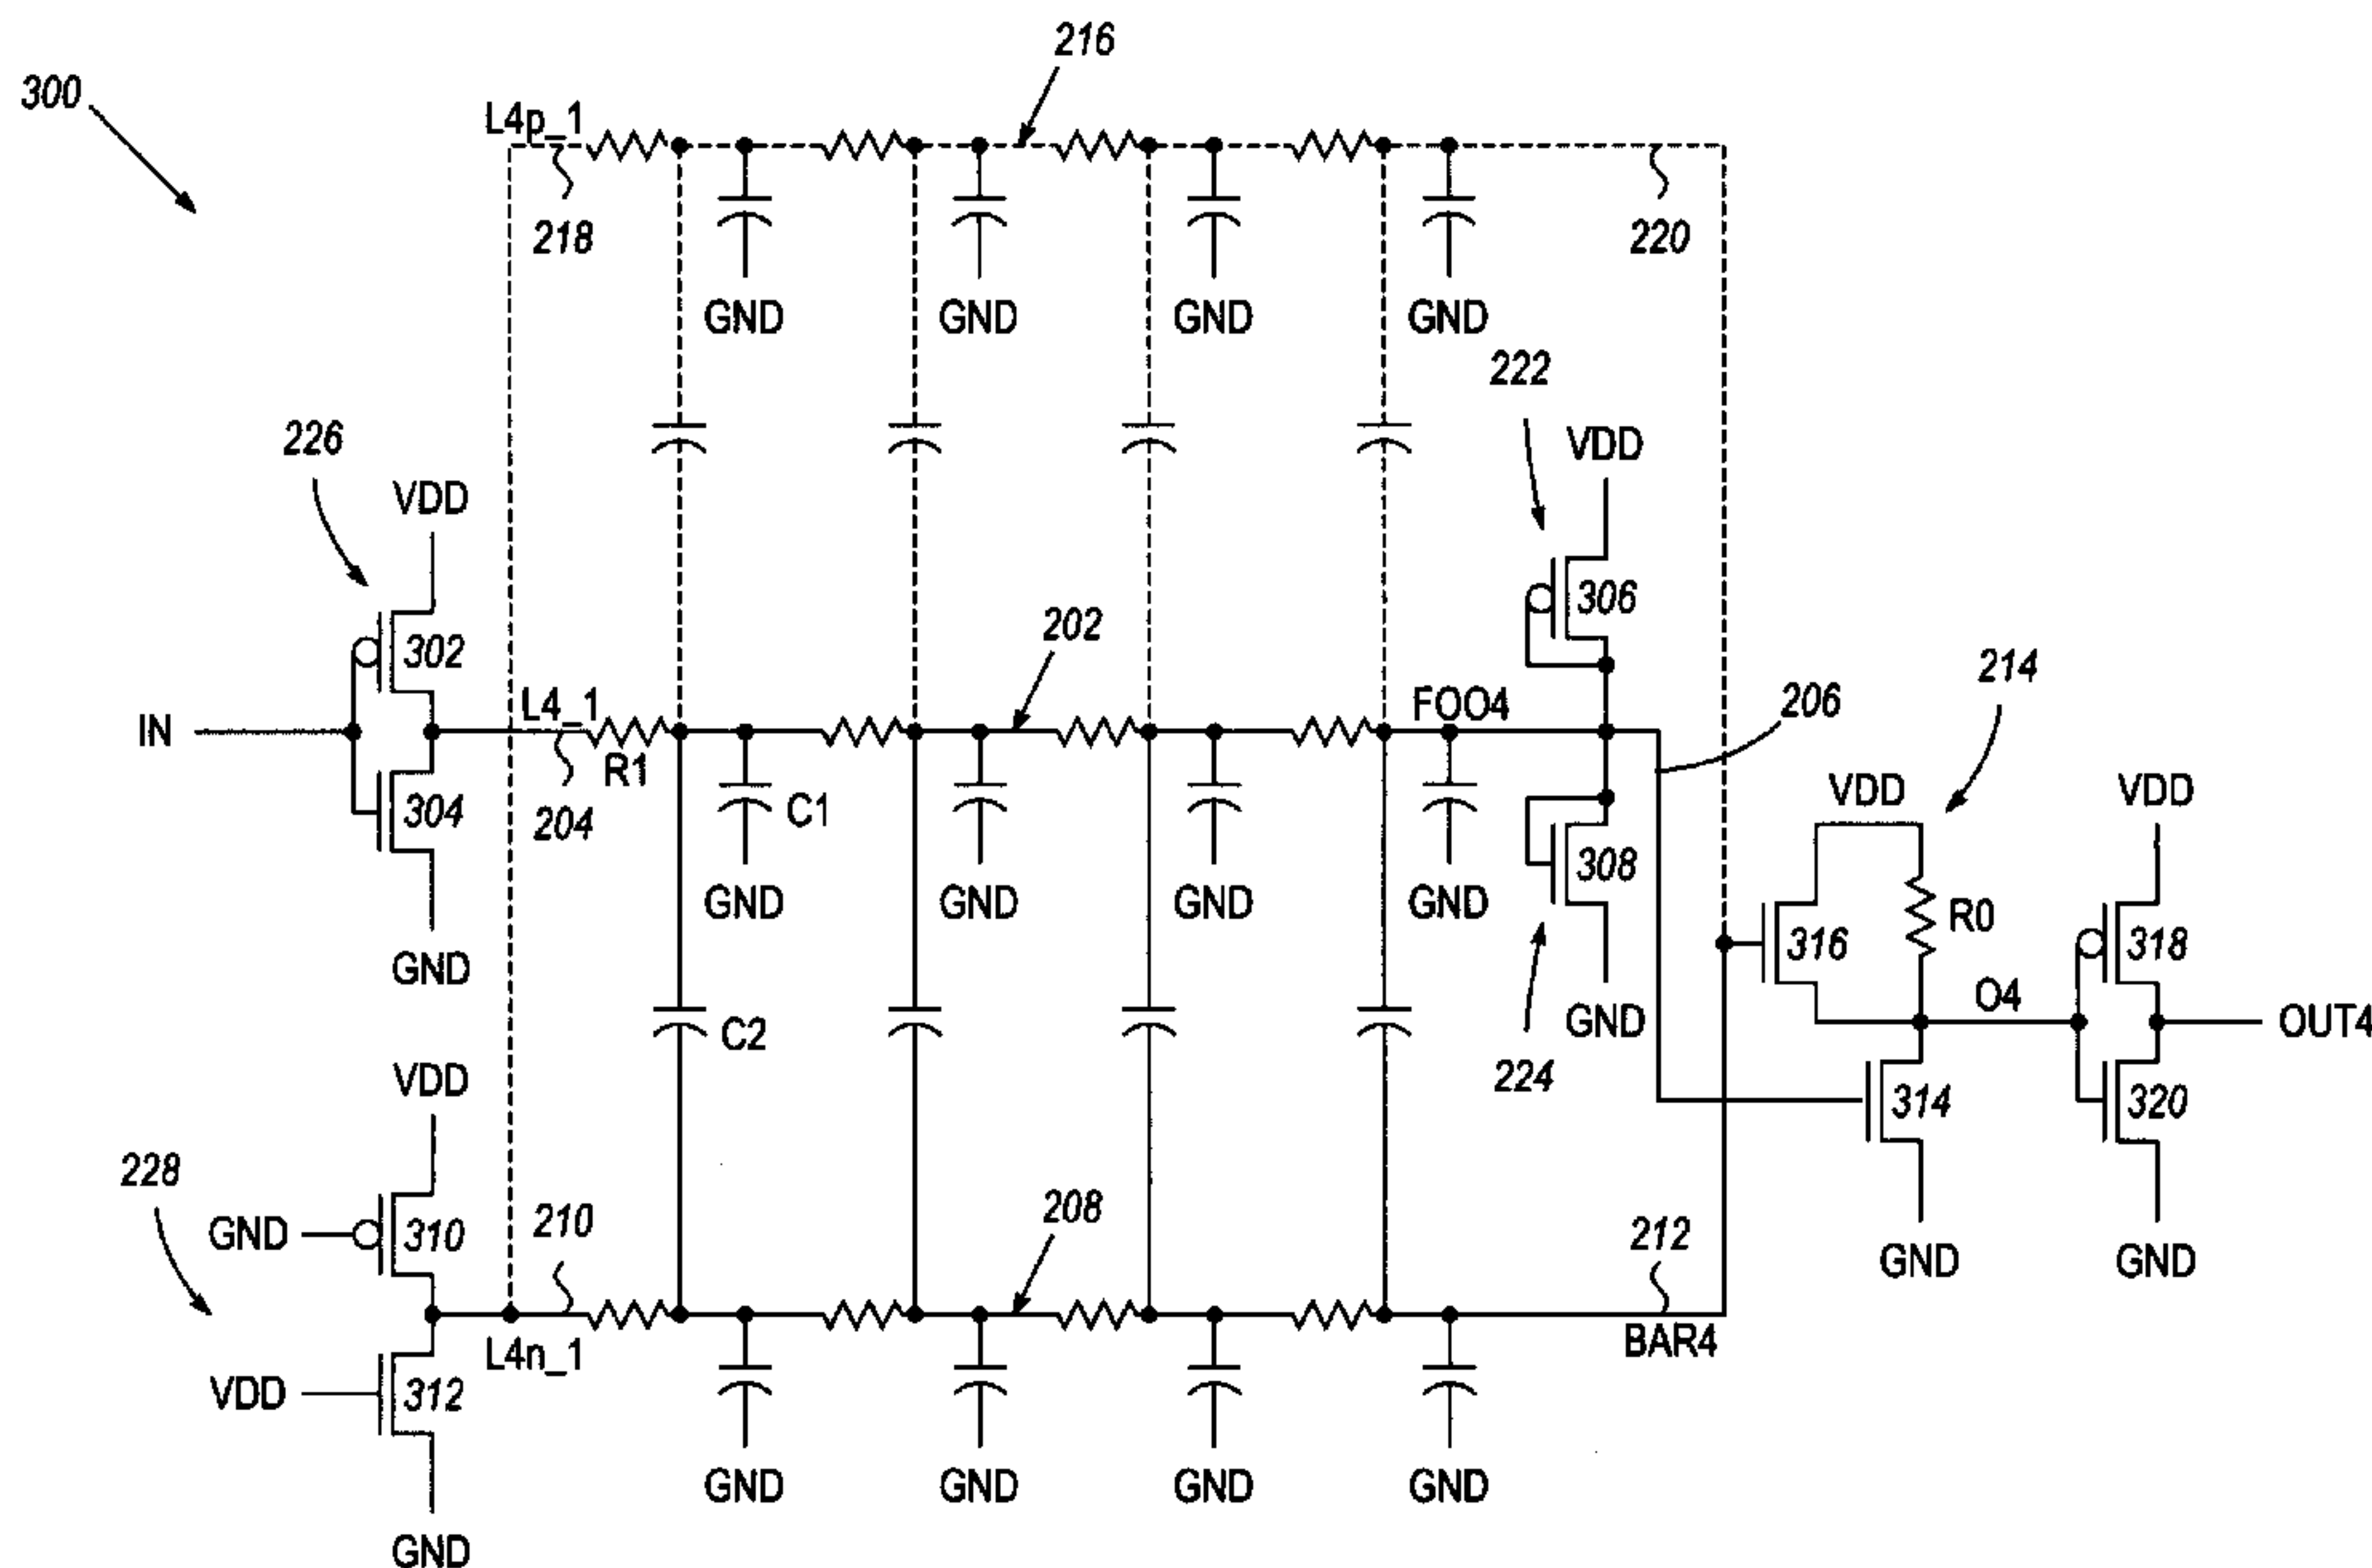 216
300
L4p_1
218
220
GND GND GND GND
222
226
VDD
VDD
306
202
302
214
L4_1
FOO4
206
IN
R1
VDD
VDD
304
204
C1
308
GND GND GND GND
R0
316
318
GND
O4
C2
GND
OUT4
224
VDD
314
320
228
210
208
212
GND
310
GND
GND
L4n_1
BAR4
VDD
312
GND GND GND GND
GND